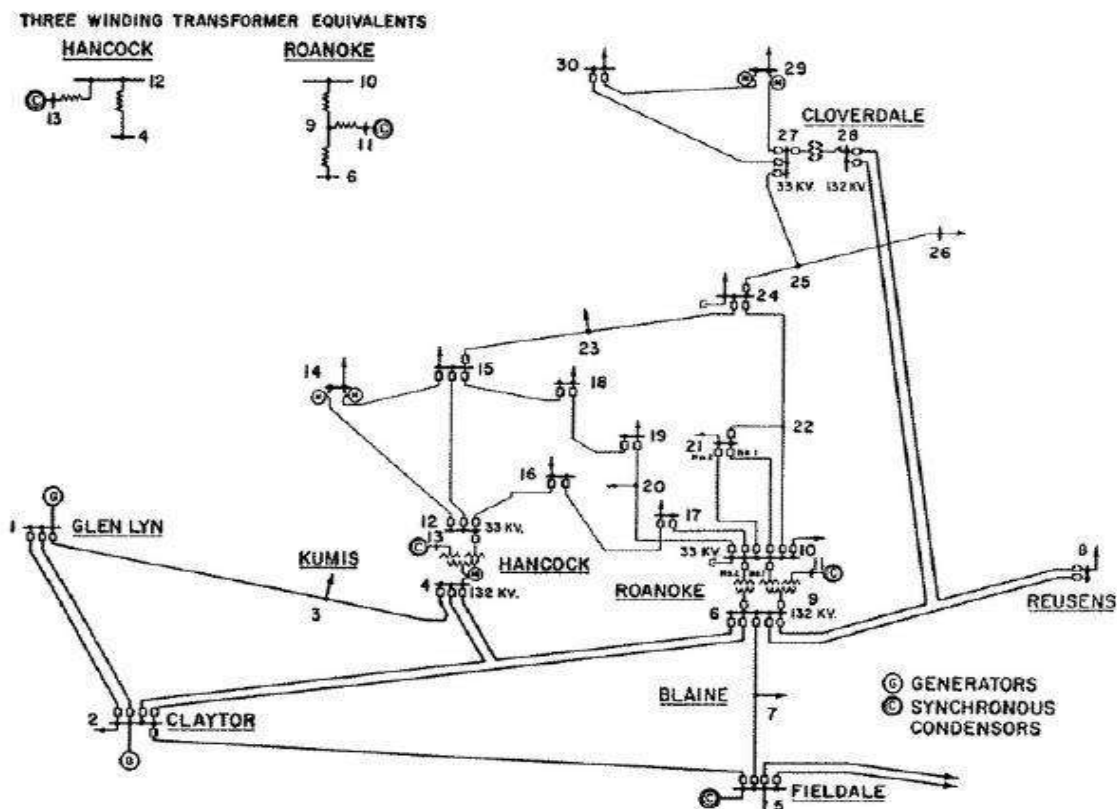 THREE WINDING TRANSFORMER EQUIVALENTS
HANCOCK
ROANOKE
C
13
12
4
10
9
C
11
6
30
29
CLOVERDALE
27
28
33 KV.
132 KV.
26
25
24
23
15
14
18
19
22
21
20
16
17
1
G
GLEN LYN
KUMIS
3
12
33 KV.
13
C
HANCOCK
4
132 KV.
33 KV.
10
ROANOKE
11
C
9
6
132 KV.
8
REUSENS
BLAINE
7
2
CLAYTOR
G
G GENERATORS
C SYNCHRONOUS
CONDENSORS
C
FIELDALE
5